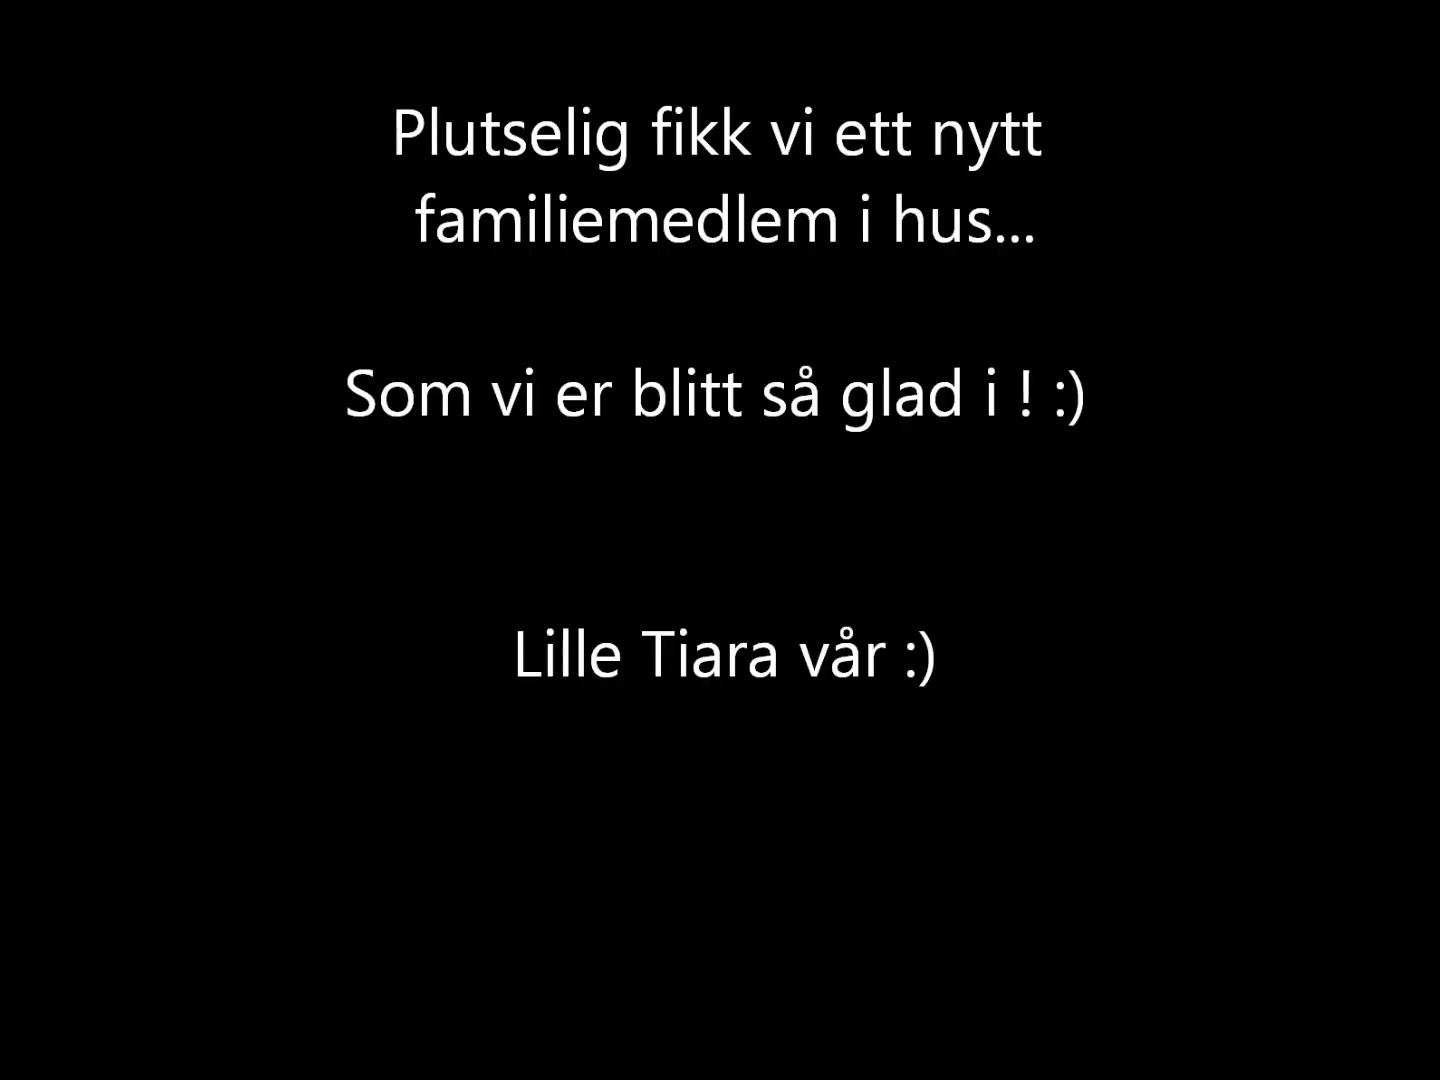 Plutselig fikk vi ett nytt
familiemedlem i hus...
Som vi er blitt så glad i ! :)
Lille Tiara vår :)